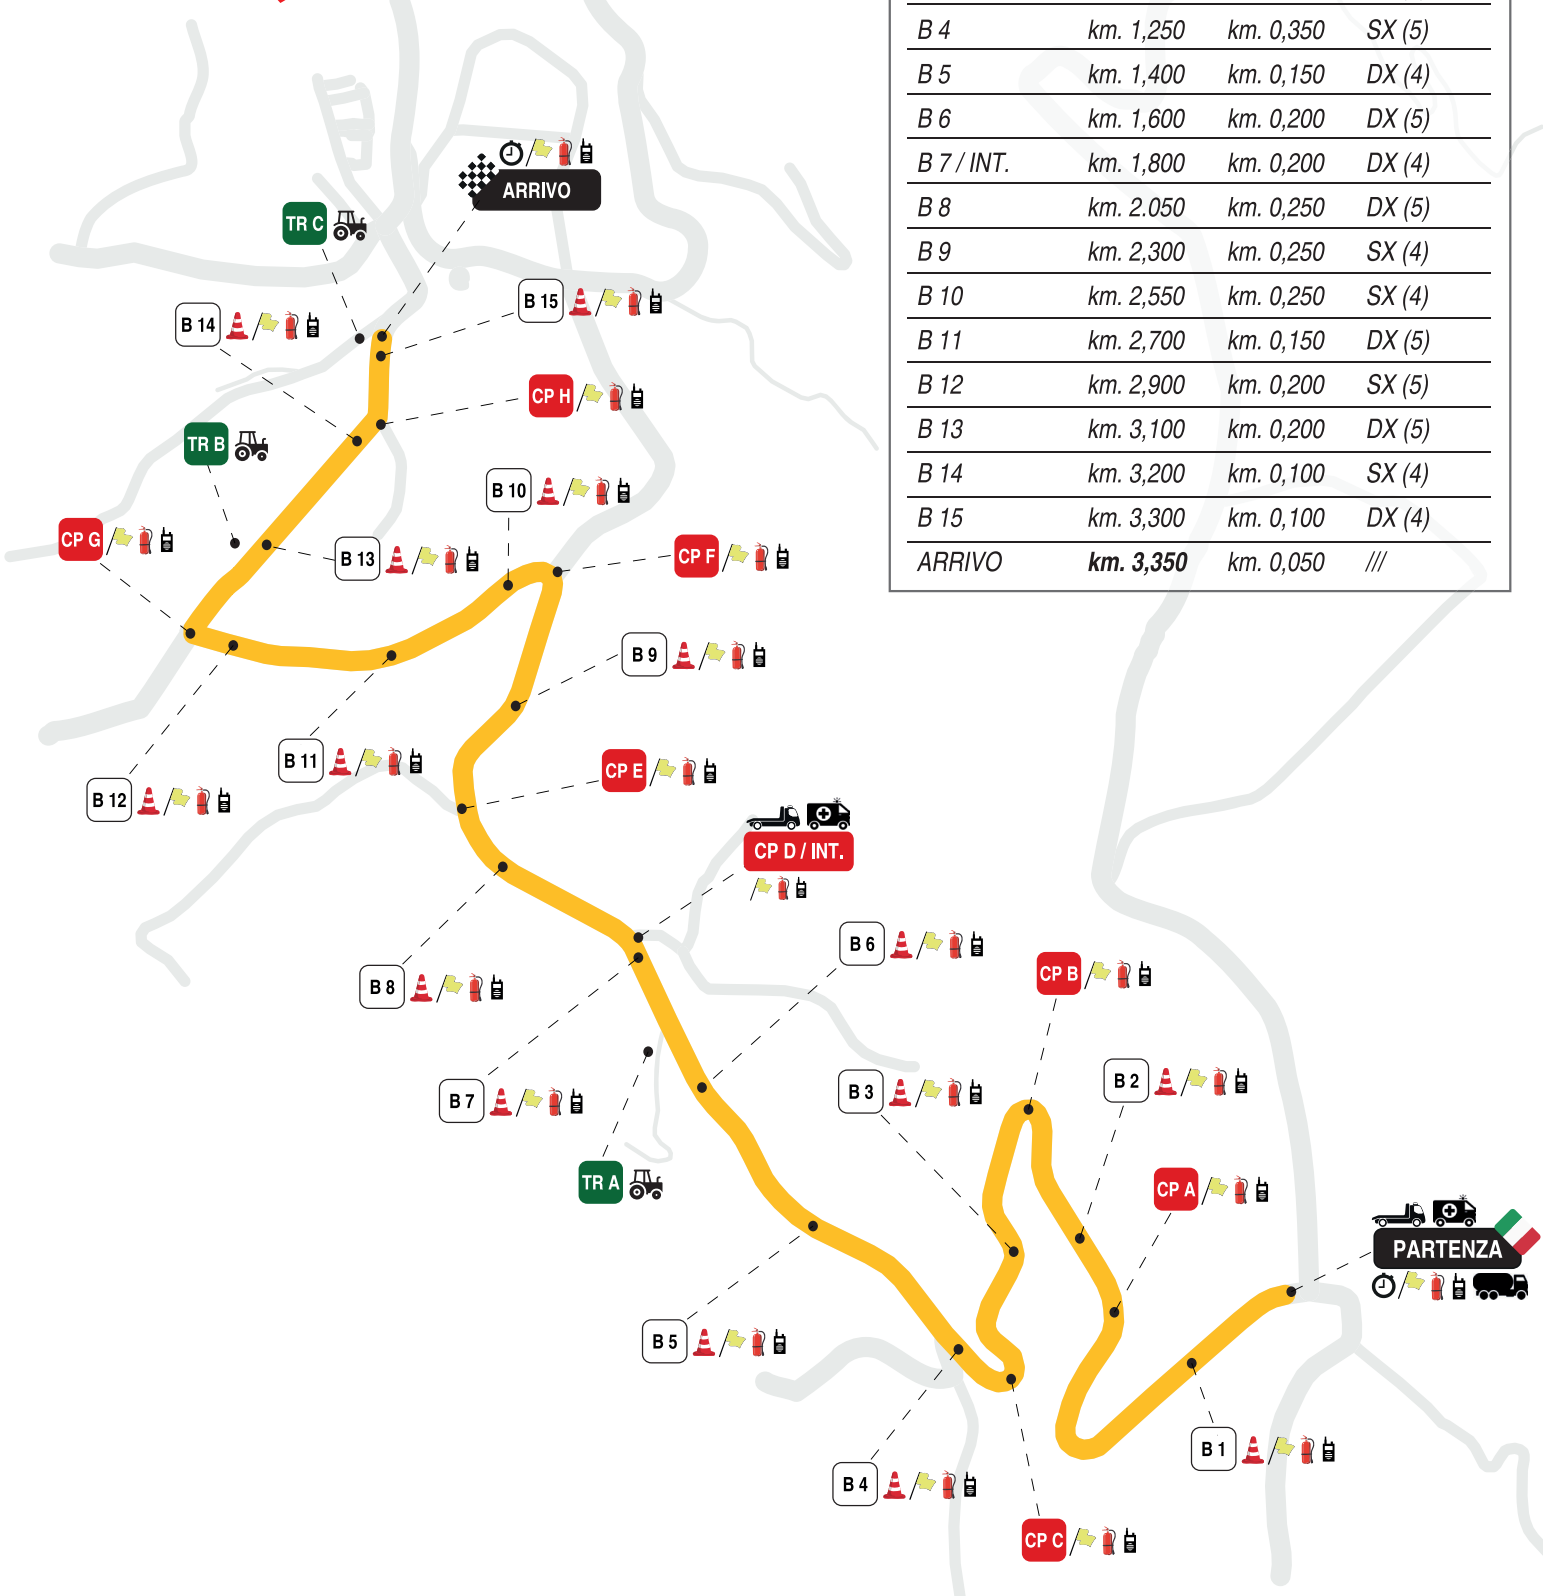 B 4 km. 1,250 km. 0,350 SX (5)
B 5 km. 1,400 km. 0,150 DX (4)
B 6 km. 1,600 km. 0,200 DX (5)
B 7 / INT. km. 1,800 km. 0,200 DX (4)
B 8 km. 2.050 km. 0,250 DX (5)
B 9 km. 2,300 km. 0,250 SX (4)
B 10 km. 2,550 km. 0,250 SX (4)
B 11 km. 2,700 km. 0,150 DX (5)
B 12 km. 2,900 km. 0,200 SX (5)
B 13 km. 3,100 km. 0,200 DX (5)
B 14 km. 3,200 km. 0,100 SX (4)
B 15 km. 3,300 km. 0,100 DX (4)
ARRIVO km. 3,350 km. 0,050 ///
ARRIVO
TR C
B 15
B 14
CP H
TR B
B 10
CP G
B 13
CP F
B 9
B 11
CP E
B 12
CP D / INT.
B 6
CP B
B 8
B 3
B 2
B 7
TR A
CP A
PARTENZA
B 5
B 1
B 4
CP C